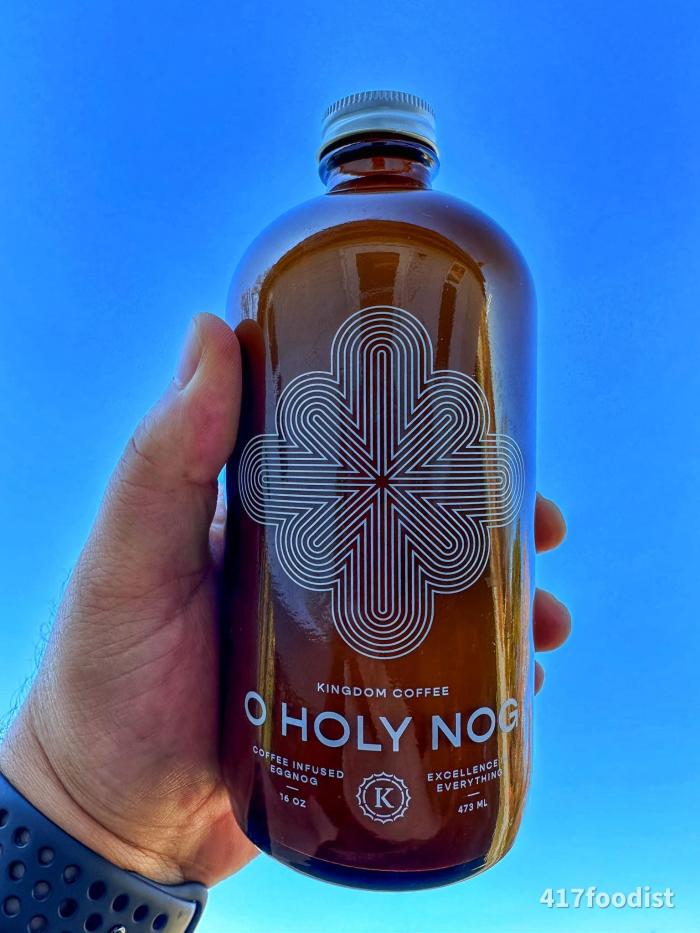 KINGDOM COFFEE
O HOLY NOG
COFFEE INFUSED
EGGNOG
16 OZ
K
EXCELLENCE
EVERYTHING
473 ML
417foodist